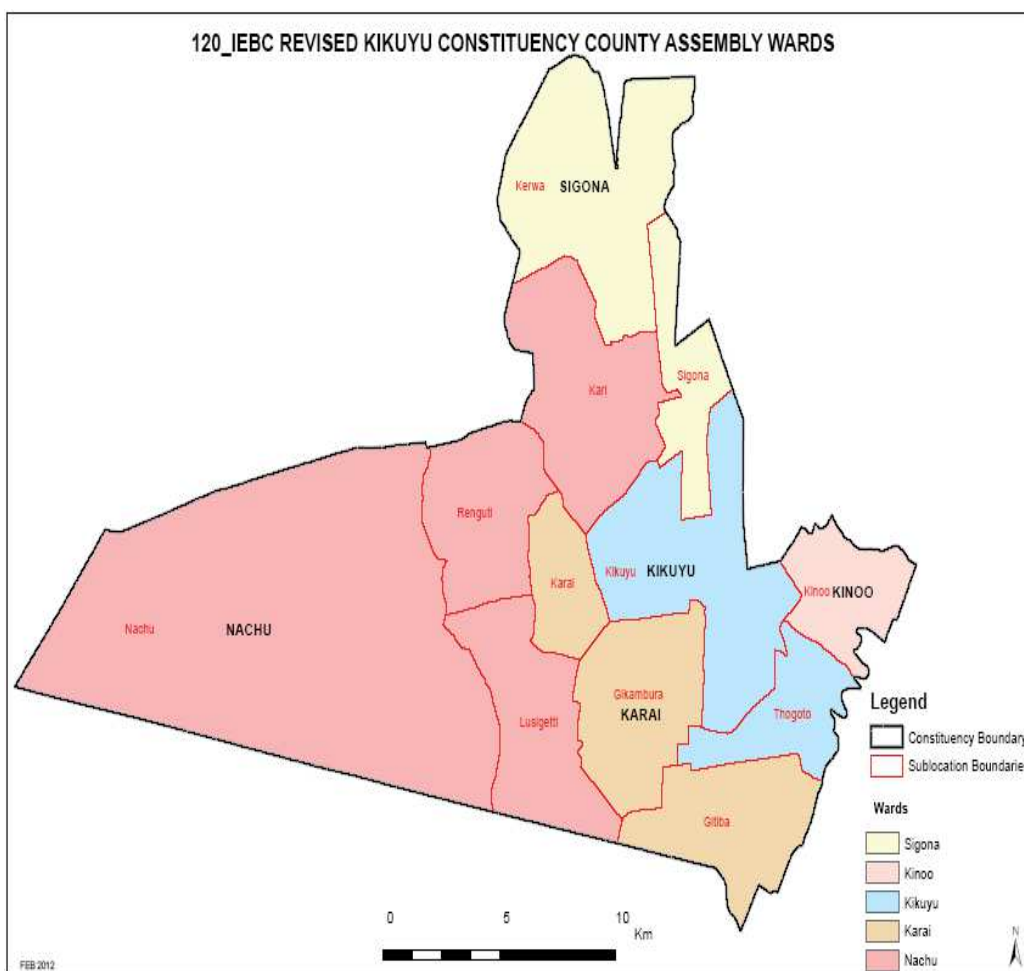 120_IEBC REVISED KIKUYU CONSTITUENCY COUNTY ASSEMBLY WARDS
Kerwa
SIGONA
Sigona
Kari
Renguti
Karai
Kikuyu
KIKUYU
Kinoo
KINOO
Nachu
NACHU
Gikambura
KARAI
Lusigetti
Thogoto
Gitiba
Legend
Constituency Boundary
Sublocation Boundarie
Wards
Sigona
Kinoo
Kikuyu
Karai
Nachu
0 5 10
Km
N
FEB 2012